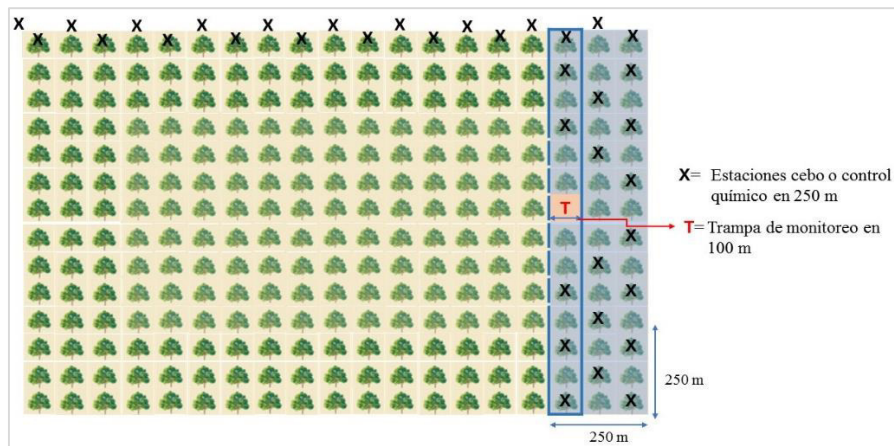 X X X X X X X X X X
X X X X X X X X X X
X X
X
X X
X
X
T
X
X
X X
X
X X
X
X X
X= Estaciones cebo o control
químico en 250 m
T= Trampa de monitoreo en
100 m
250 m
250 m